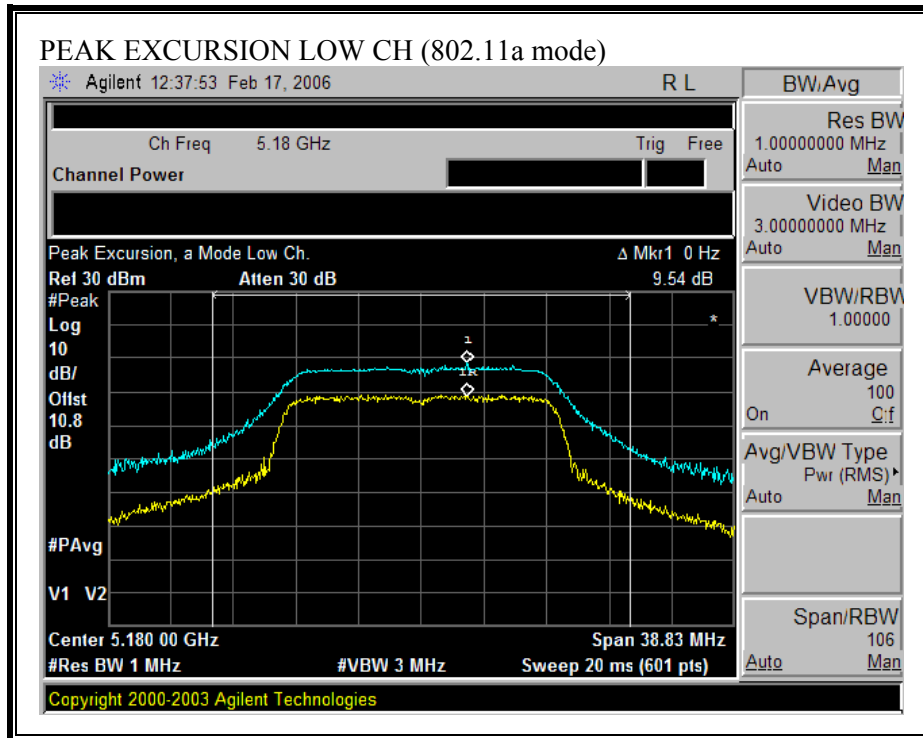 PEAK EXCURSION LOW CH (802.11a mode)
Agilent 12:37:53 Feb 17, 2006 R L
BW/Avg
Ch Freq 5.18 GHz Trig Free
Channel Power
Res BW
1.00000000 MHz
Auto Man
Video BW
3.00000000 MHz
Auto Man
Peak Excursion, a Mode Low Ch. Δ Mkr1 0 Hz
Ref 30 dBm Atten 30 dB 9.54 dB
#Peak
Log
10
dB/
Offst
10.8
dB
*
1
1R
VBW/RBW
1.00000
Average
100
On Off
Avg/VBW Type
Pwr (RMS)
Auto Man
#PAvg
V1 V2
Center 5.180 00 GHz Span 38.83 MHz
#Res BW 1 MHz #VBW 3 MHz Sweep 20 ms (601 pts)
Span/RBW
106
Auto Man
Copyright 2000-2003 Agilent Technologies